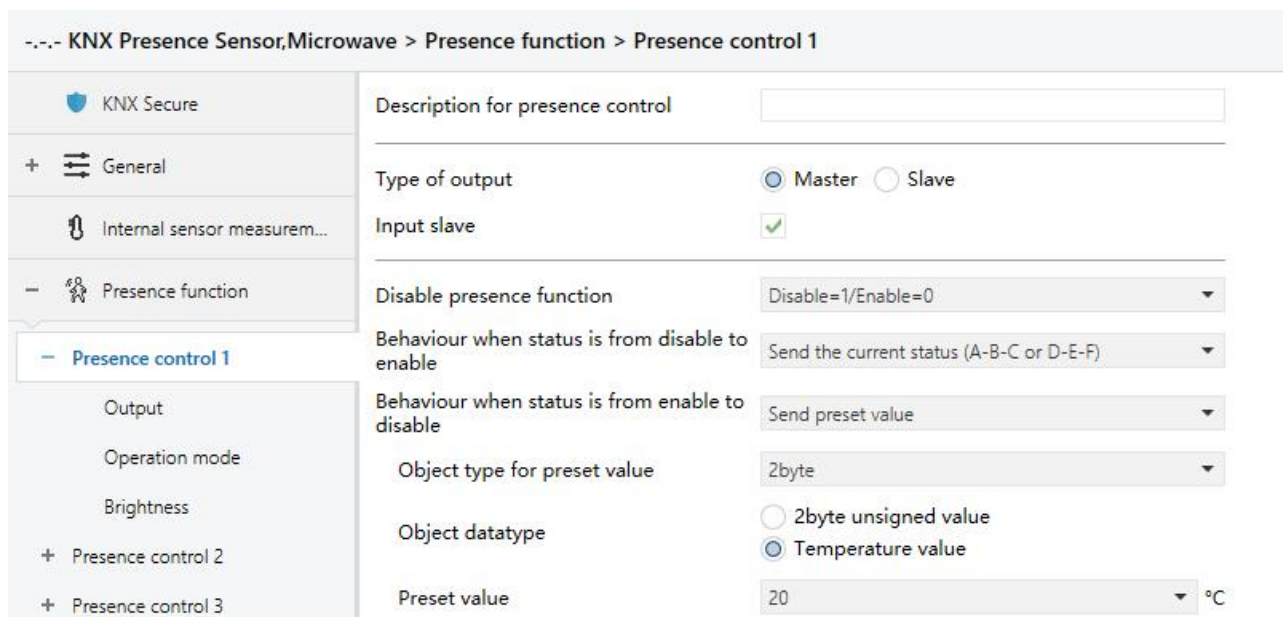 -.-.- KNX Presence Sensor,Microwave > Presence function > Presence control 1
KNX Secure
+ General
Internal sensor measurem...
− Presence function
− Presence control 1
Output
Operation mode
Brightness
+ Presence control 2
+ Presence control 3
Description for presence control
Type of output
Master
Slave
Input slave
Disable presence function
Disable=1/Enable=0
Behaviour when status is from disable to
enable
Send the current status (A-B-C or D-E-F)
Behaviour when status is from enable to
disable
Send preset value
Object type for preset value
2byte
Object datatype
2byte unsigned value
Temperature value
Preset value
20
°C